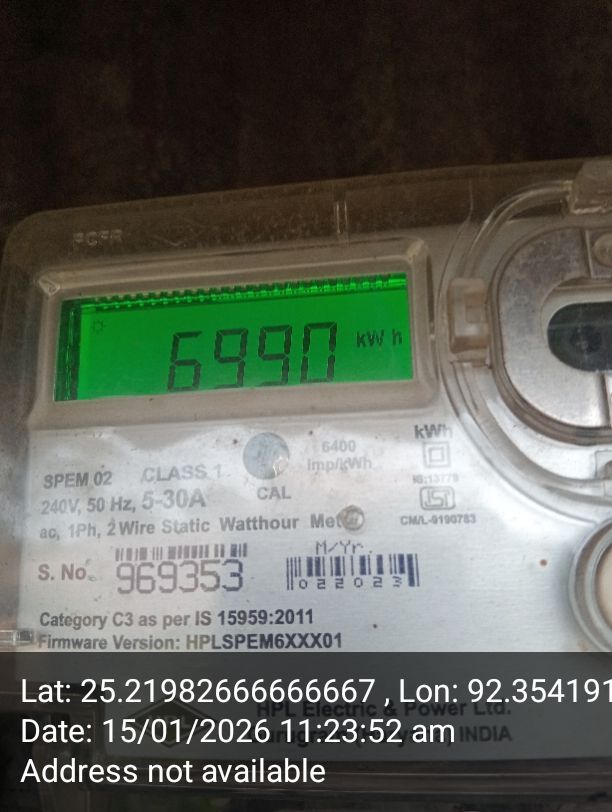 6990 kWh
6400
imp/kWh
kWh
SPEM 02 CLASS 1
IS:13779
240V, 50 Hz, 5-30A
CAL
CM/L-9190783
ac, 1Ph, 2 Wire Static Watthour Meter
M/Yr.
S. No. 969353
022023
Category C3 as per IS 15959:2011
Firmware Version: HPLSPEM6XXX01
HPL Electric & Power Ltd.
INDIA
Lat: 25.21982666666667 , Lon: 92.354191
Date: 15/01/2026 11:23:52 am
Address not available